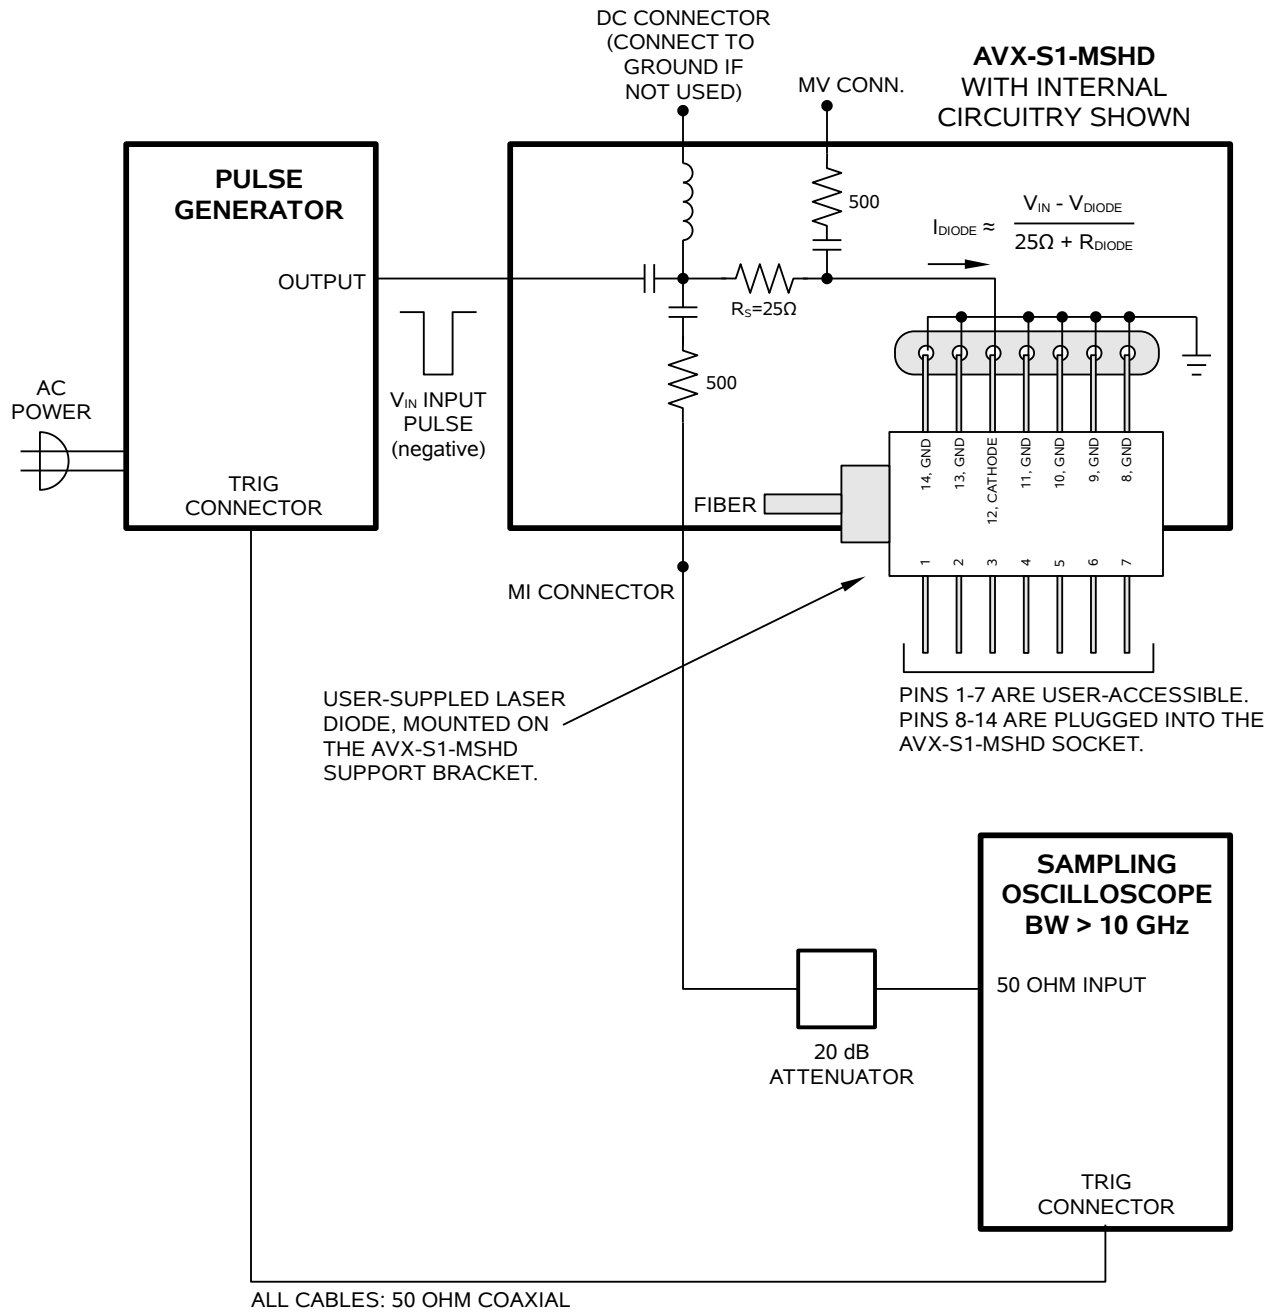 DC CONNECTOR
(CONNECT TO
GROUND IF
NOT USED)
MV CONN.
AVX-S1-MSHD
WITH INTERNAL
CIRCUITRY SHOWN
PULSE
GENERATOR
OUTPUT
500
I_DIODE ≈
V_IN - V_DIODE
25Ω + R_DIODE
R_S=25Ω
500
V_IN INPUT
PULSE
(negative)
AC
POWER
TRIG
CONNECTOR
FIBER
14, GND
13, GND
12, CATHODE
11, GND
10, GND
9, GND
8, GND
1
2
3
4
5
6
7
MI CONNECTOR
USER-SUPPLED LASER
DIODE, MOUNTED ON
THE AVX-S1-MSHD
SUPPORT BRACKET.
PINS 1-7 ARE USER-ACCESSIBLE.
PINS 8-14 ARE PLUGGED INTO THE
AVX-S1-MSHD SOCKET.
SAMPLING
OSCILLOSCOPE
BW > 10 GHz
50 OHM INPUT
20 dB
ATTENUATOR
TRIG
CONNECTOR
ALL CABLES: 50 OHM COAXIAL